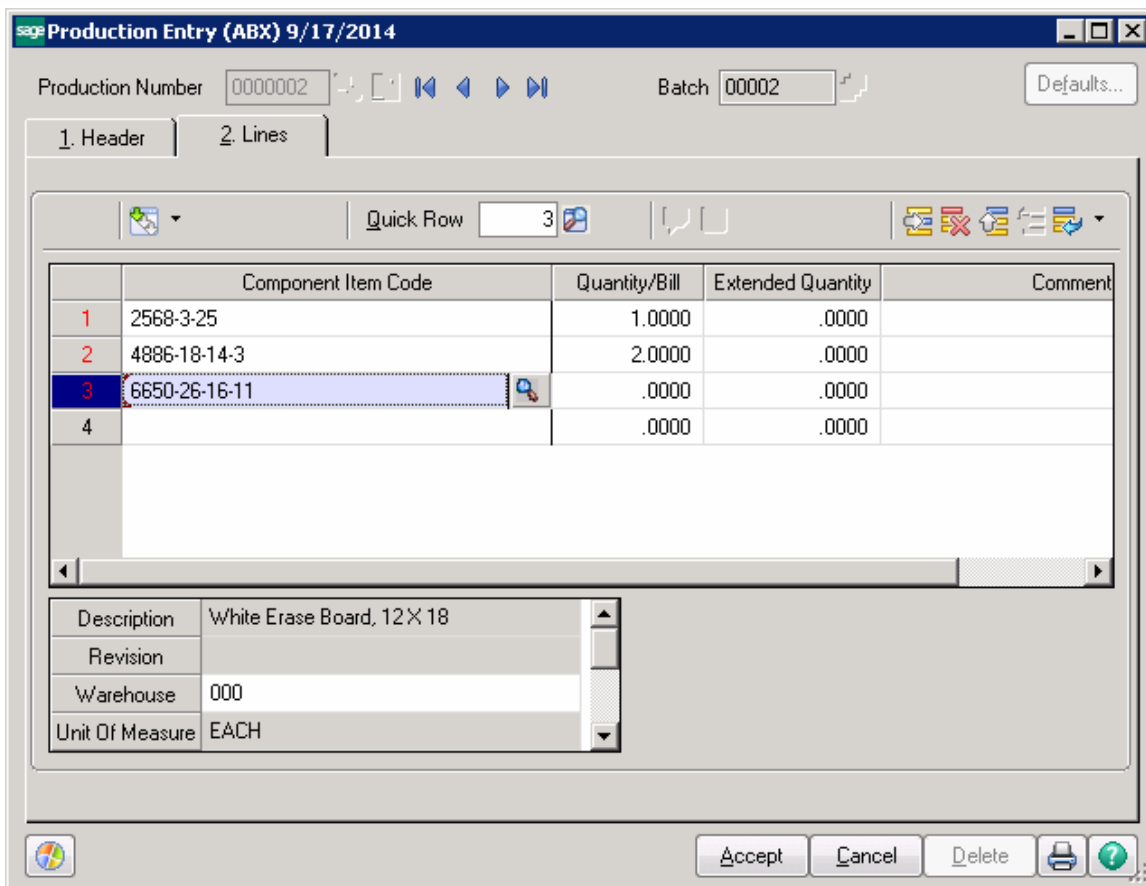 sage Production Entry (ABX) 9/17/2014
Production Number 0000002 Batch 00002 Defaults...
1. Header 2. Lines
Quick Row 3
Component Item Code Quantity/Bill Extended Quantity Comment
1 2568-3-25 1.0000 .0000
2 4886-18-14-3 2.0000 .0000
3 6650-26-16-11 .0000 .0000
4 .0000 .0000
Description White Erase Board, 12 X 18
Revision
Warehouse 000
Unit Of Measure EACH
Accept Cancel Delete